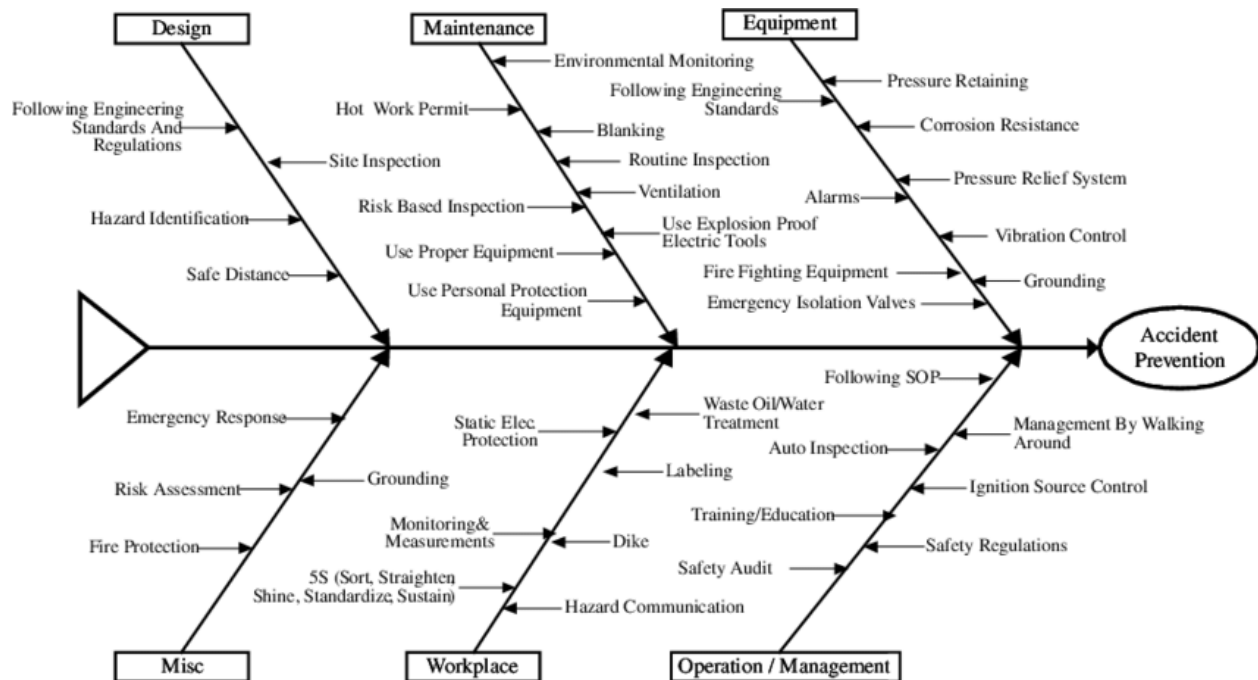 Design
Maintenance
Equipment
Following Engineering
Standards And
Regulations
Site Inspection
Hazard Identification
Safe Distance
Environmental Monitoring
Hot Work Permit
Blanking
Routine Inspection
Ventilation
Risk Based Inspection
Use Explosion Proof
Electric Tools
Use Proper Equipment
Use Personal Protection
Equipment
Pressure Retaining
Following Engineering
Standards
Corrosion Resistance
Pressure Relief System
Alarms
Vibration Control
Fire Fighting Equipment
Grounding
Emergency Isolation Valves
Accident
Prevention
Emergency Response
Grounding
Risk Assessment
Fire Protection
Waste Oil/Water
Treatment
Static Elec.
Protection
Labeling
Monitoring&
Measurements
Dike
5S (Sort, Straighten,
Shine, Standardize, Sustain)
Hazard Communication
Following SOP
Management By Walking
Around
Auto Inspection
Ignition Source Control
Training/Education
Safety Regulations
Safety Audit
Misc
Workplace
Operation / Management